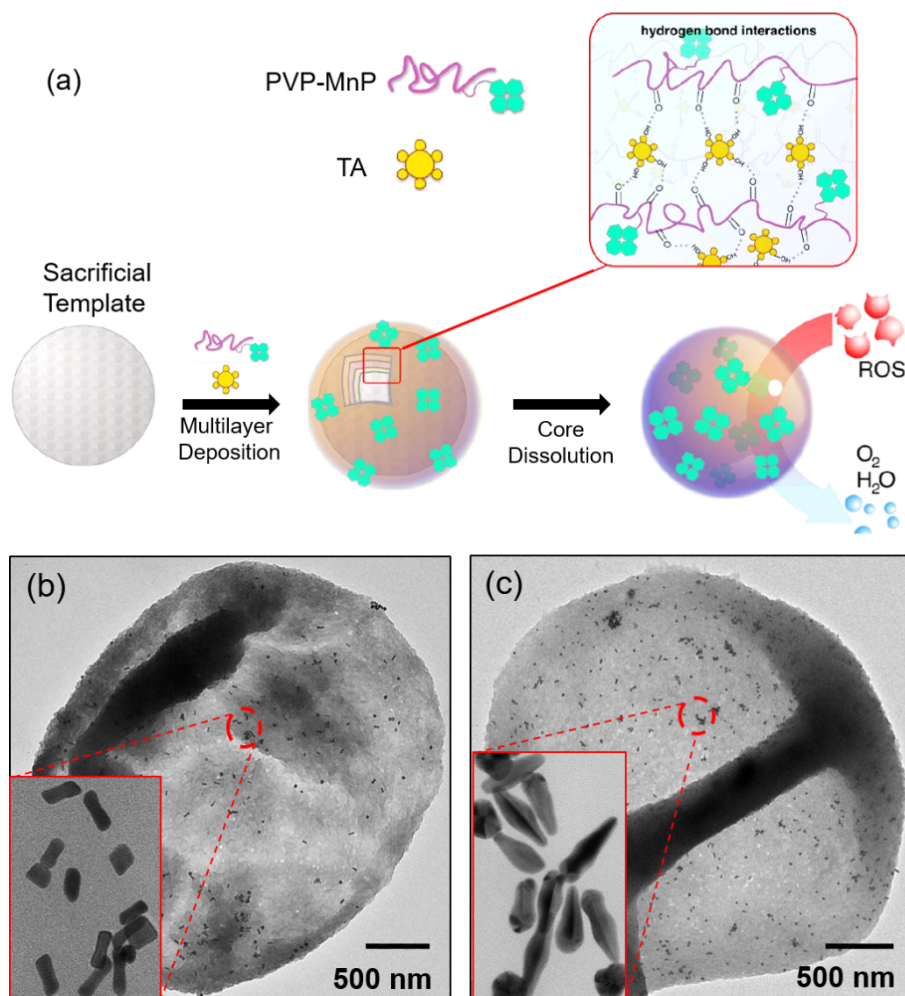 (a)
PVP-MnP
TA
hydrogen bond interactions
Sacrificial
Template
Multilayer
Deposition
Core
Dissolution
ROS
O₂
H₂O
(b)
500 nm
(c)
500 nm